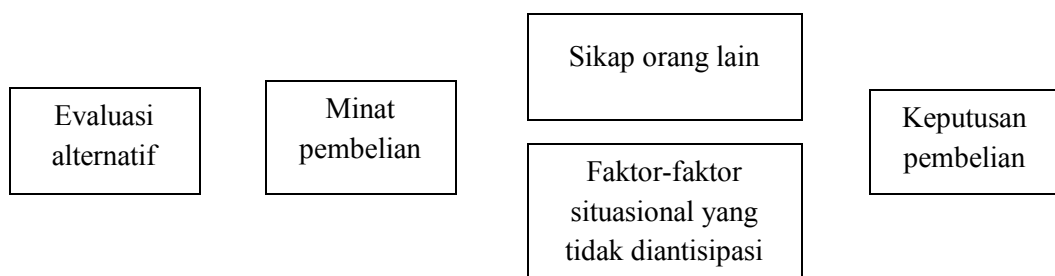 Evaluasi
alternatif
Minat
pembelian
Sikap orang lain
Faktor-faktor
situasional yang
tidak diantisipasi
Keputusan
pembelian